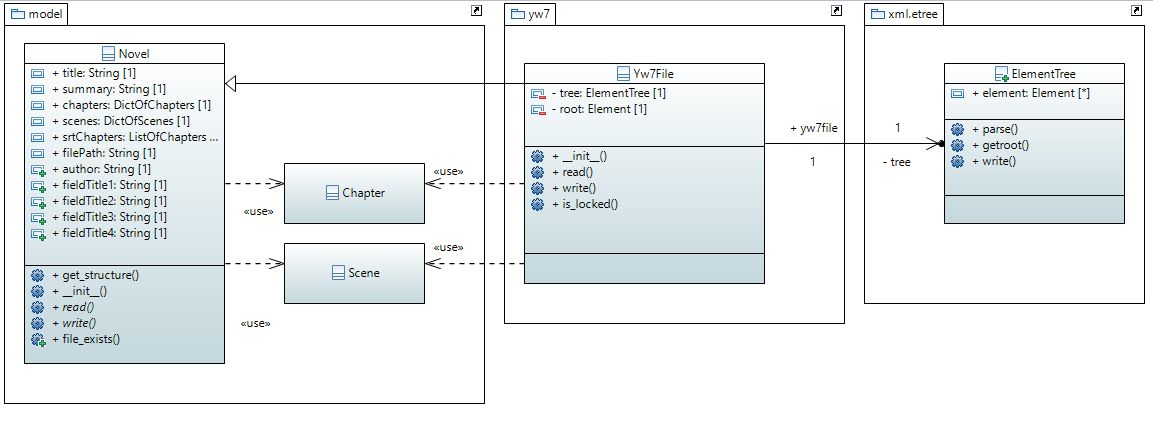 model
Novel
+ title: String [1]
+ summary: String [1]
+ chapters: DictOfChapters [1]
+ scenes: DictOfScenes [1]
+ srtChapters: ListOfChapters ...
+ filePath: String [1]
+ author: String [1]
+ fieldTitle1: String [1]
+ fieldTitle2: String [1]
+ fieldTitle3: String [1]
+ fieldTitle4: String [1]
+ get_structure()
+ __init__()
+ read()
+ write()
+ file_exists()
Chapter
Scene
«use»
«use»
«use»
«use»
yw7
Yw7File
- tree: ElementTree [1]
- root: Element [1]
+ __init__()
+ read()
+ write()
+ is_locked()
+ yw7file
1
1
- tree
xml.etree
ElementTree
+ element: Element [*]
+ parse()
+ getroot()
+ write()